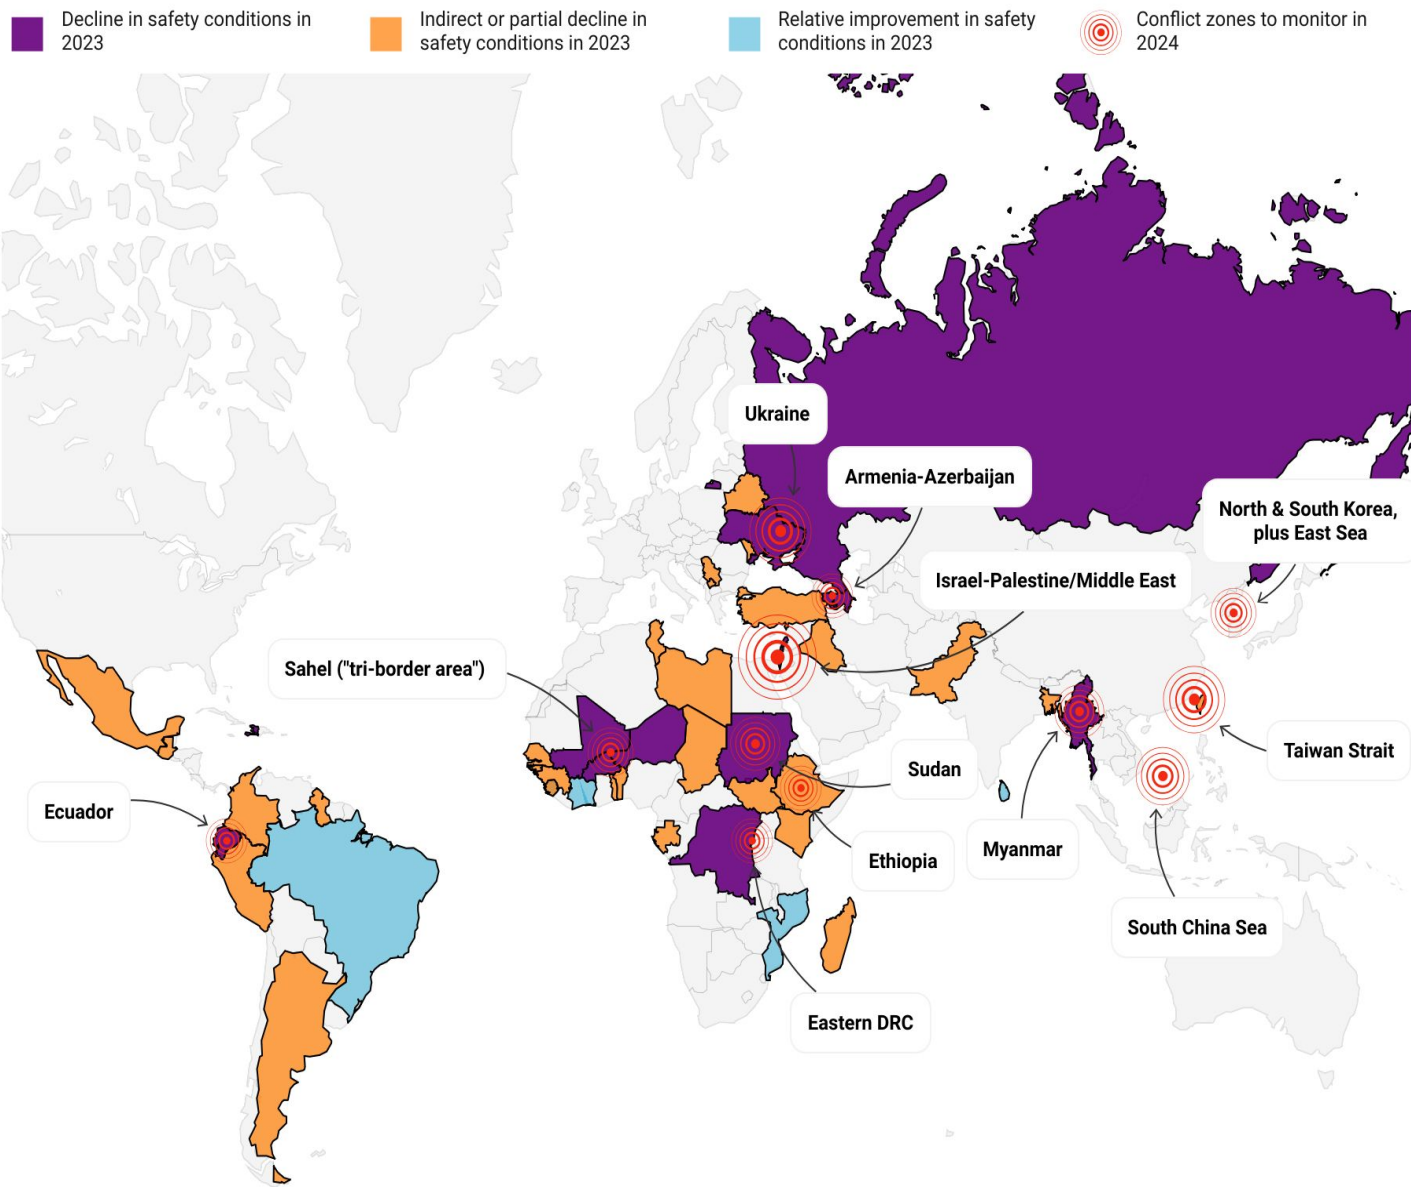 Decline in safety conditions in
2023
Indirect or partial decline in
safety conditions in 2023
Relative improvement in safety
conditions in 2023
Conflict zones to monitor in
2024
Ukraine
Armenia-Azerbaijan
North & South Korea,
plus East Sea
Israel-Palestine/Middle East
Sahel ("tri-border area")
Taiwan Strait
Sudan
Ecuador
Myanmar
Ethiopia
South China Sea
Eastern DRC